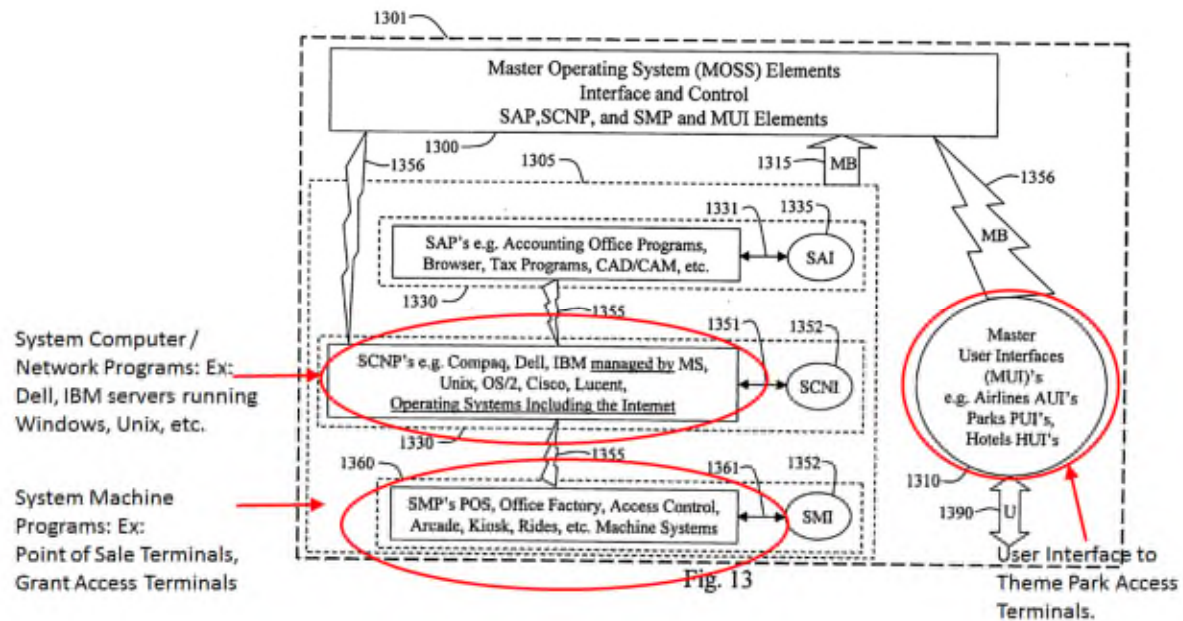 1301
Master Operating System (MOSS) Elements
Interface and Control
SAP,SCNP, and SMP and MUI Elements
1300
1356
1305
1315
MB
1356
MB
1331
1335
SAP's e.g. Accounting Office Programs,
Browser, Tax Programs, CAD/CAM, etc.
SAI
1330
1355
1351
1352
System Computer /
Network Programs: Ex:
Dell, IBM servers running
Windows, Unix, etc.
SCNP's e.g. Compaq, Dell, IBM managed by MS,
Unix, OS/2, Cisco, Lucent,
Operating Systems Including the Internet
SCNI
1330
1355
Master
User Interfaces
(MUI)'s
e.g. Airlines AUI's
Parks PUI's,
Hotels HUI's
1310
1390
U
1360
1361
1352
System Machine
Programs: Ex:
Point of Sale Terminals,
Grant Access Terminals
SMP's POS, Office Factory, Access Control,
Arcade, Kiosk, Rides, etc. Machine Systems
SMI
Fig. 13
User Interface to
Theme Park Access
Terminals.